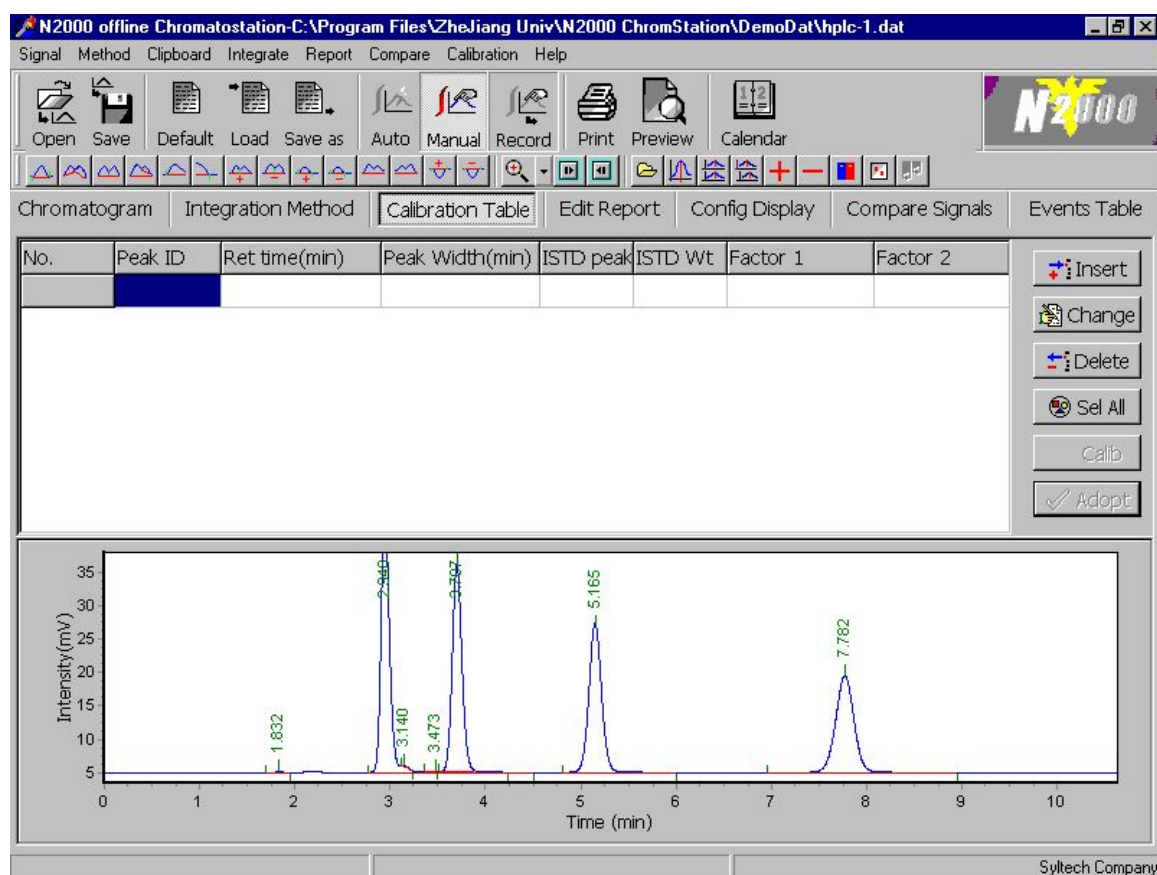 N2000 offline Chromatostation-C:\Program Files\ZheJiang Univ\N2000 ChromStation\DemoDat\hplc-1.dat
Signal Method Clipboard Integrate Report Compare Calibration Help
Open Save Default Load Save as Auto Manual Record Print Preview Calendar
N2000
Chromatogram Integration Method Calibration Table Edit Report Config Display Compare Signals Events Table
No. Peak ID Ret time(min) Peak Width(min) ISTD peak ISTD Wt Factor 1 Factor 2
Insert
Change
Delete
Sel All
Calib
Adopt
Intensity(mV)
35
30
25
20
15
10
5
1.832
2.940
3.140
3.473
3.707
5.165
7.782
0 1 2 3 4 5 6 7 8 9 10
Time (min)
Syltech Company